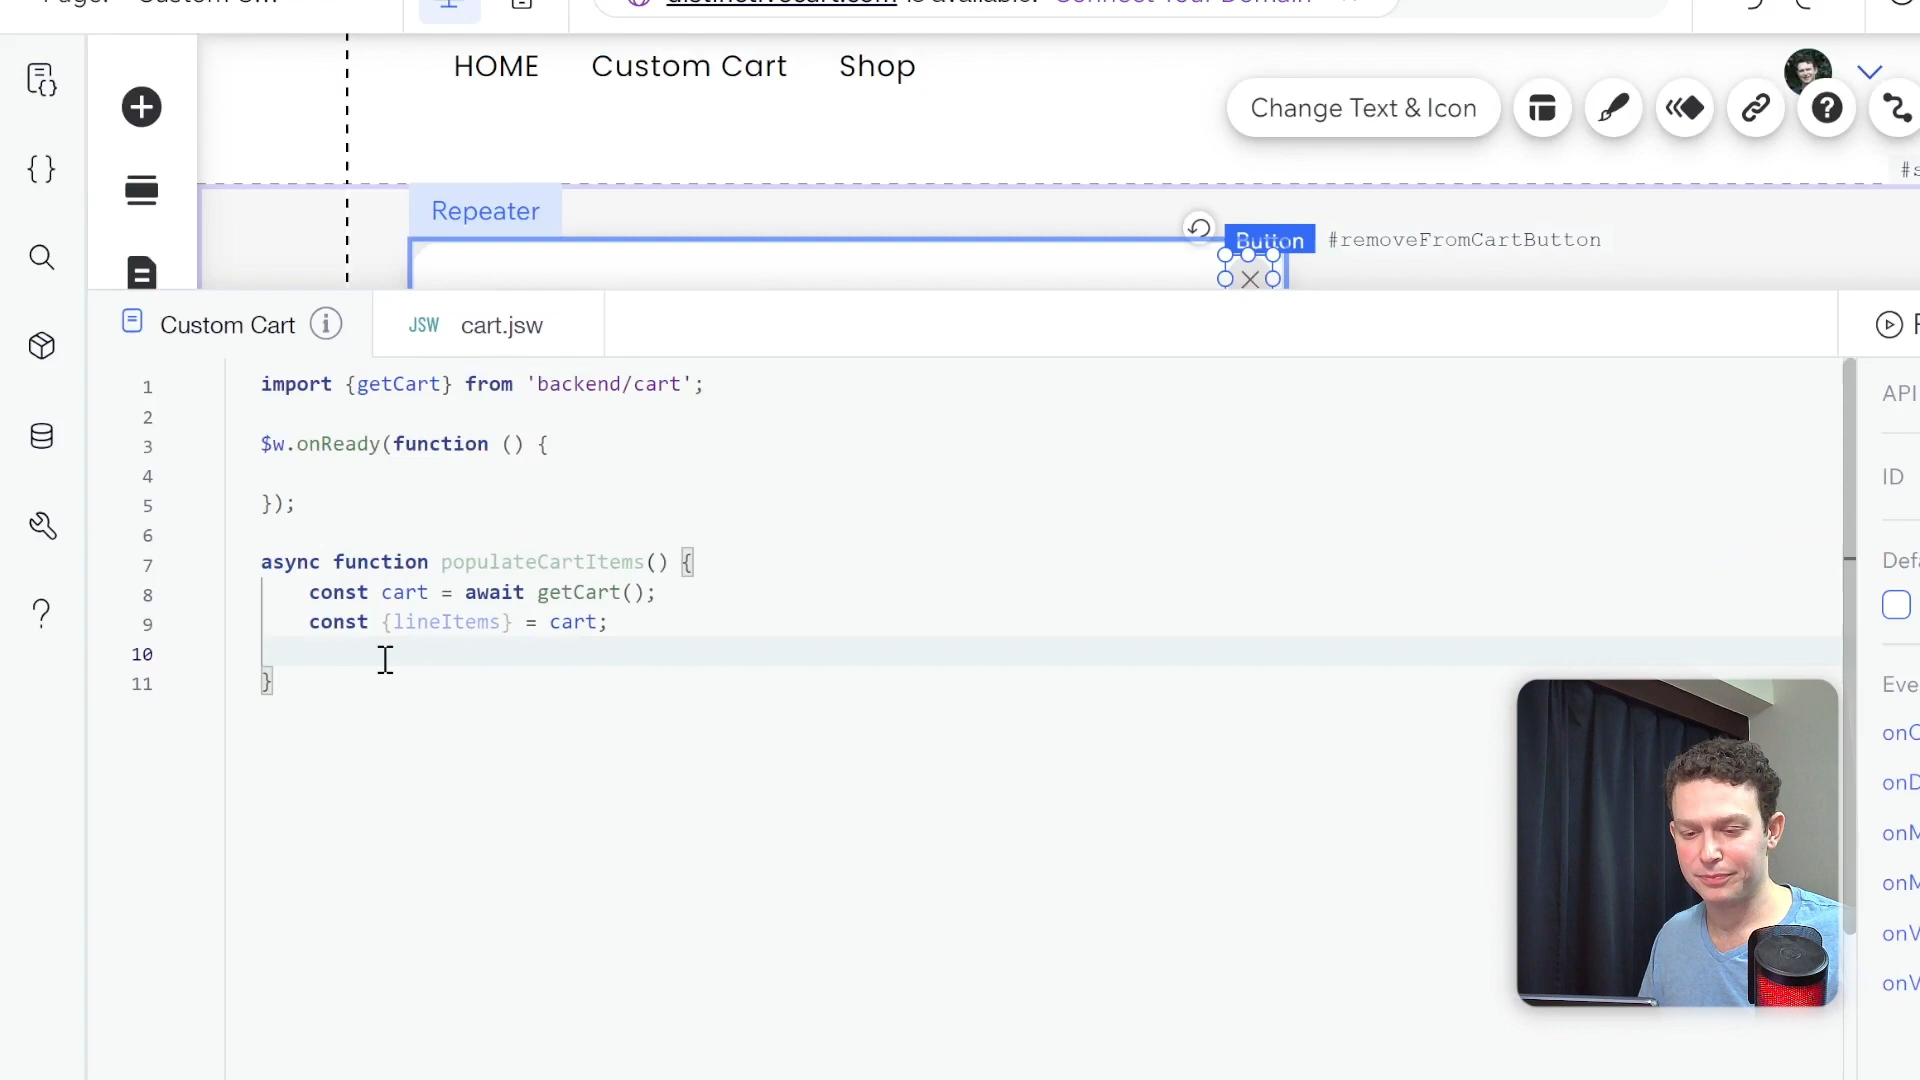 HOME Custom Cart Shop
Change Text & Icon
Repeater
Button #removeFromCartButton
Custom Cart
JSW cart.jsw
1 import {getCart} from 'backend/cart';
2
3 $w.onReady(function () {
4
5 });
6
7 async function populateCartItems() {
8 const cart = await getCart();
9 const {lineItems} = cart;
10
11 }
API
ID